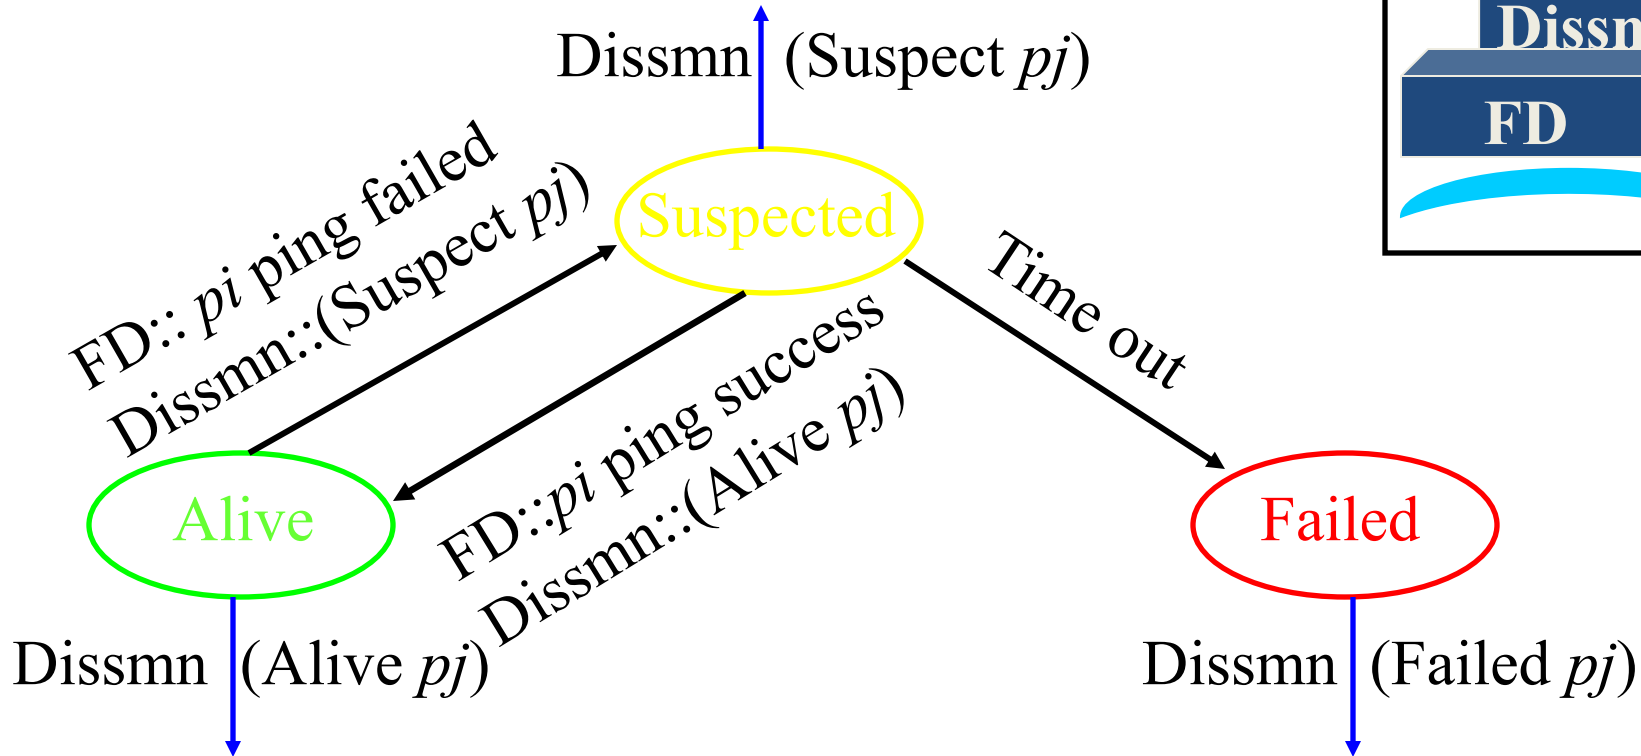 Dissmn (Suspect pj)
FD
FD:: pi ping failed
Dissmn::(Suspect pj)
Suspected
Time out
FD::pi ping success
Dissmn::(Alive pj)
Alive
Failed
Dissmn (Alive pj)
Dissmn (Failed pj)